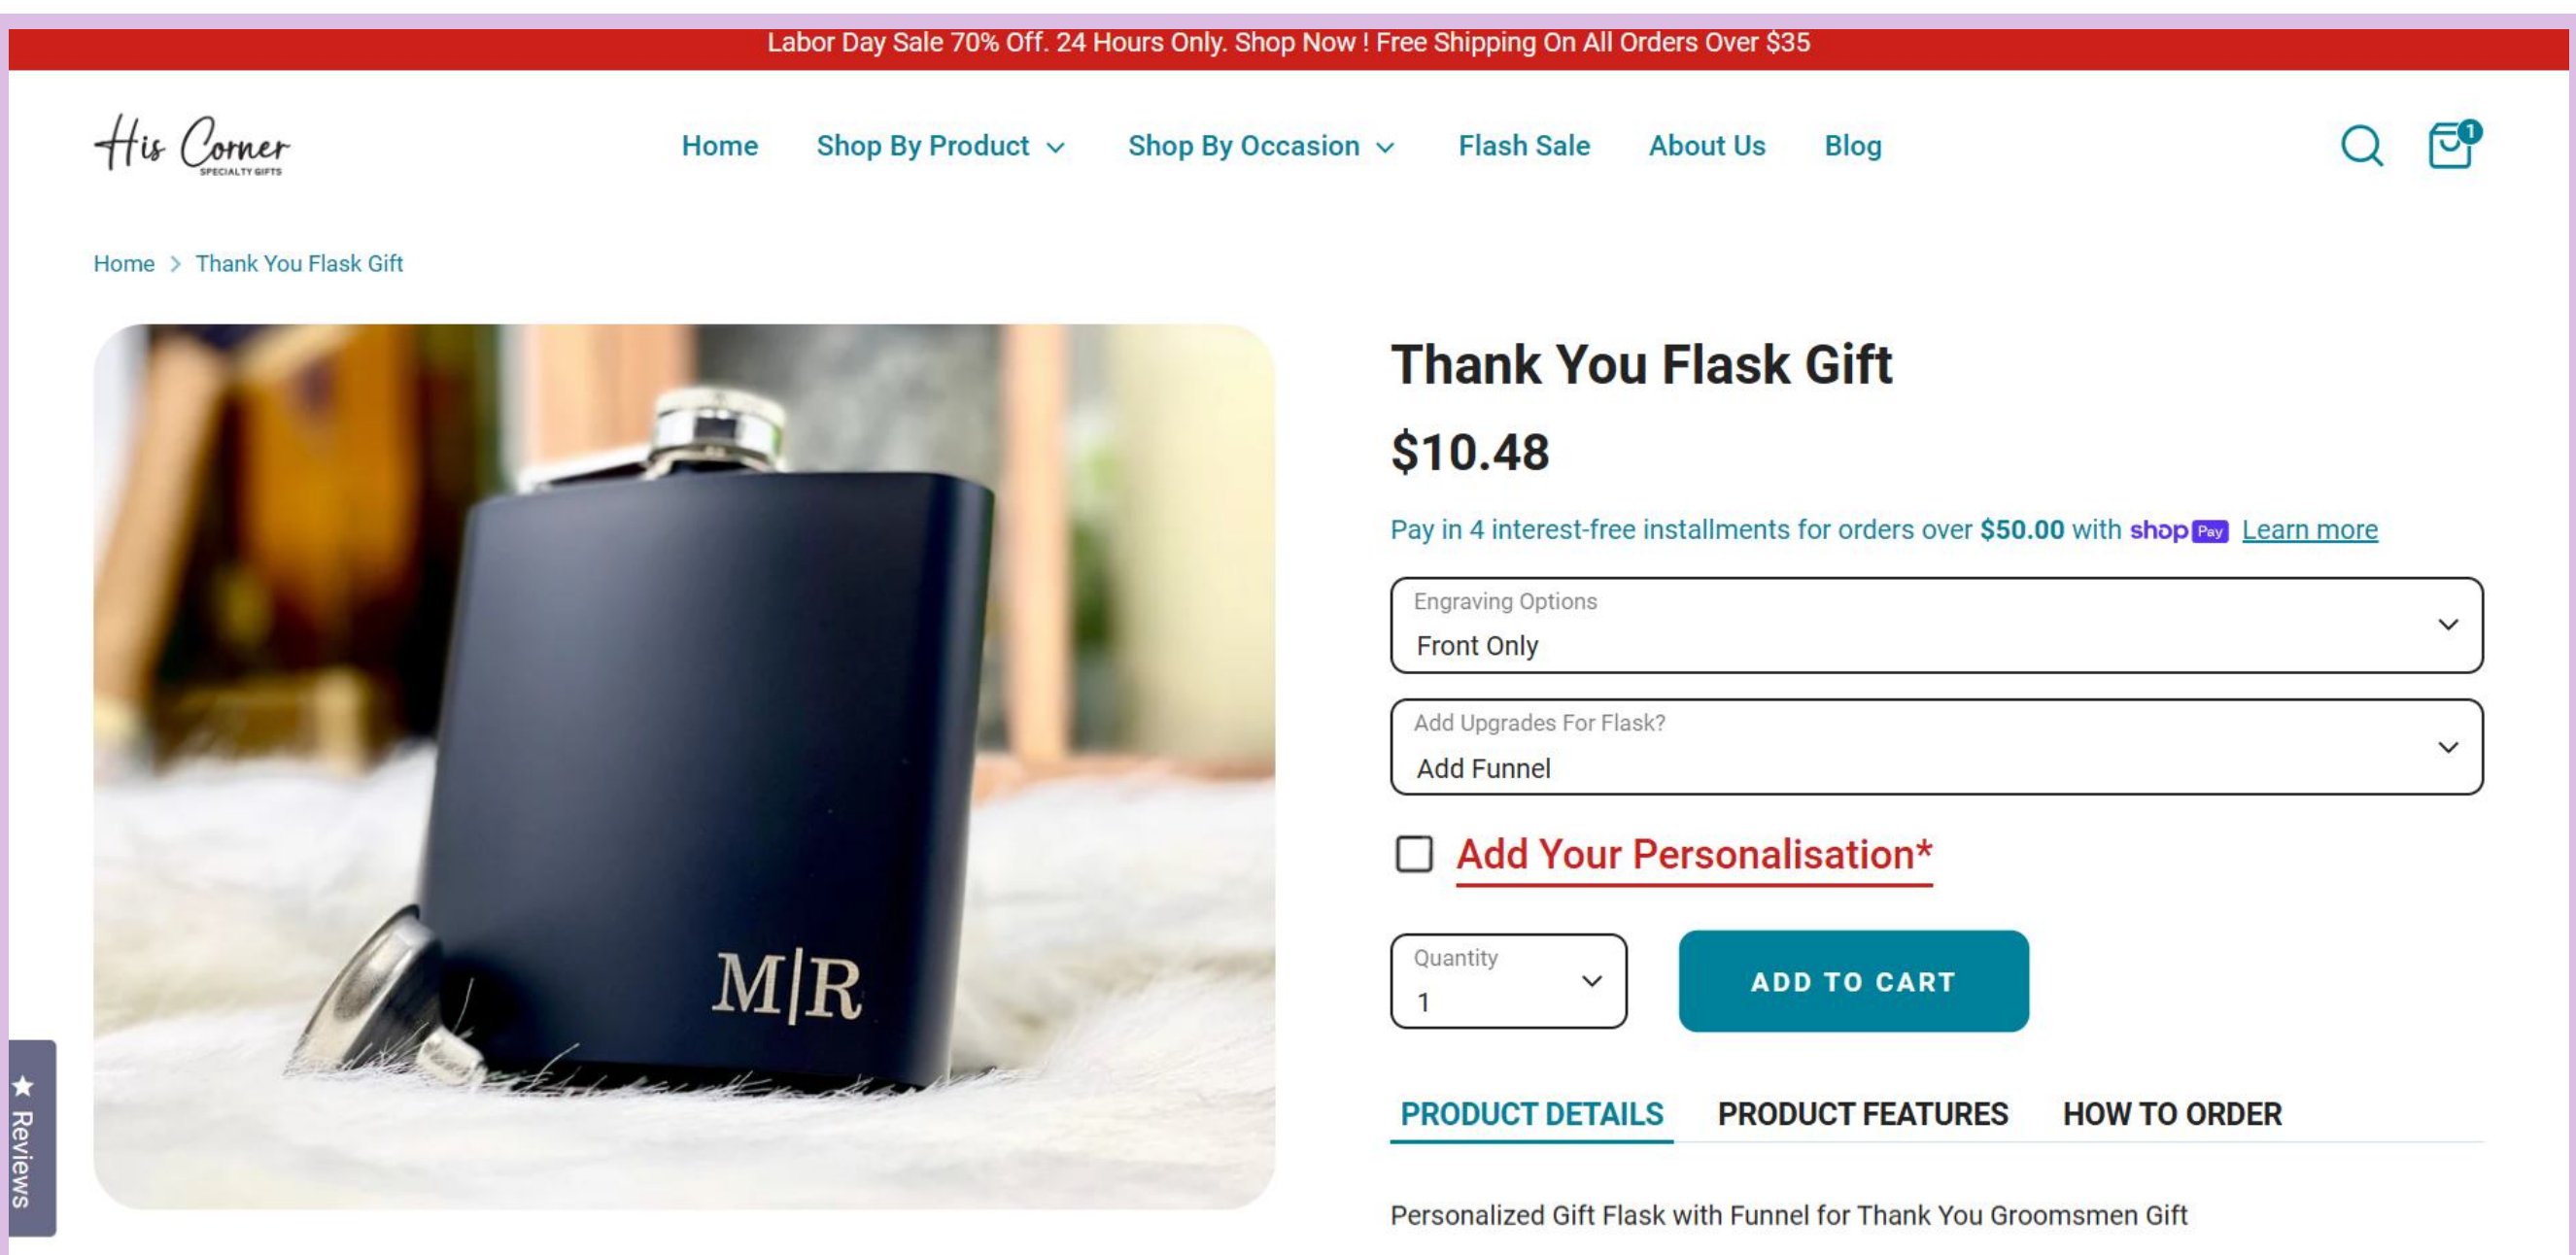 Labor Day Sale 70% Off. 24 Hours Only. Shop Now ! Free Shipping On All Orders Over $35
His Corner
SPECIALTY GIFTS
Home Shop By Product Shop By Occasion Flash Sale About Us Blog
1
Home > Thank You Flask Gift
Thank You Flask Gift
$10.48
Pay in 4 interest-free installments for orders over $50.00 with shop Pay Learn more
Engraving Options
Front Only
Add Upgrades For Flask?
Add Funnel
Add Your Personalisation*
Quantity
1
ADD TO CART
M|R
PRODUCT DETAILS PRODUCT FEATURES HOW TO ORDER
★ Reviews
Personalized Gift Flask with Funnel for Thank You Groomsmen Gift